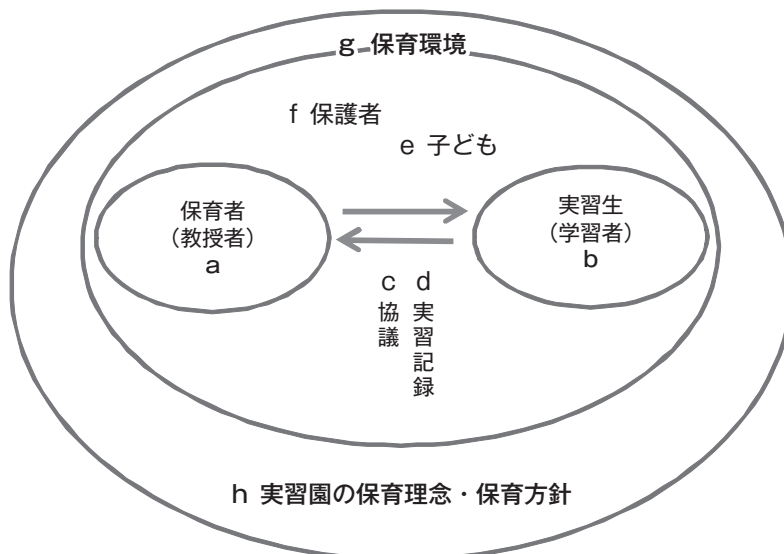 g 保育環境
f 保護者
e 子ども
保育者
（教授者）
a
実習生
（学習者）
b
c 協議
d 実習記録
h 実習園の保育理念・保育方針